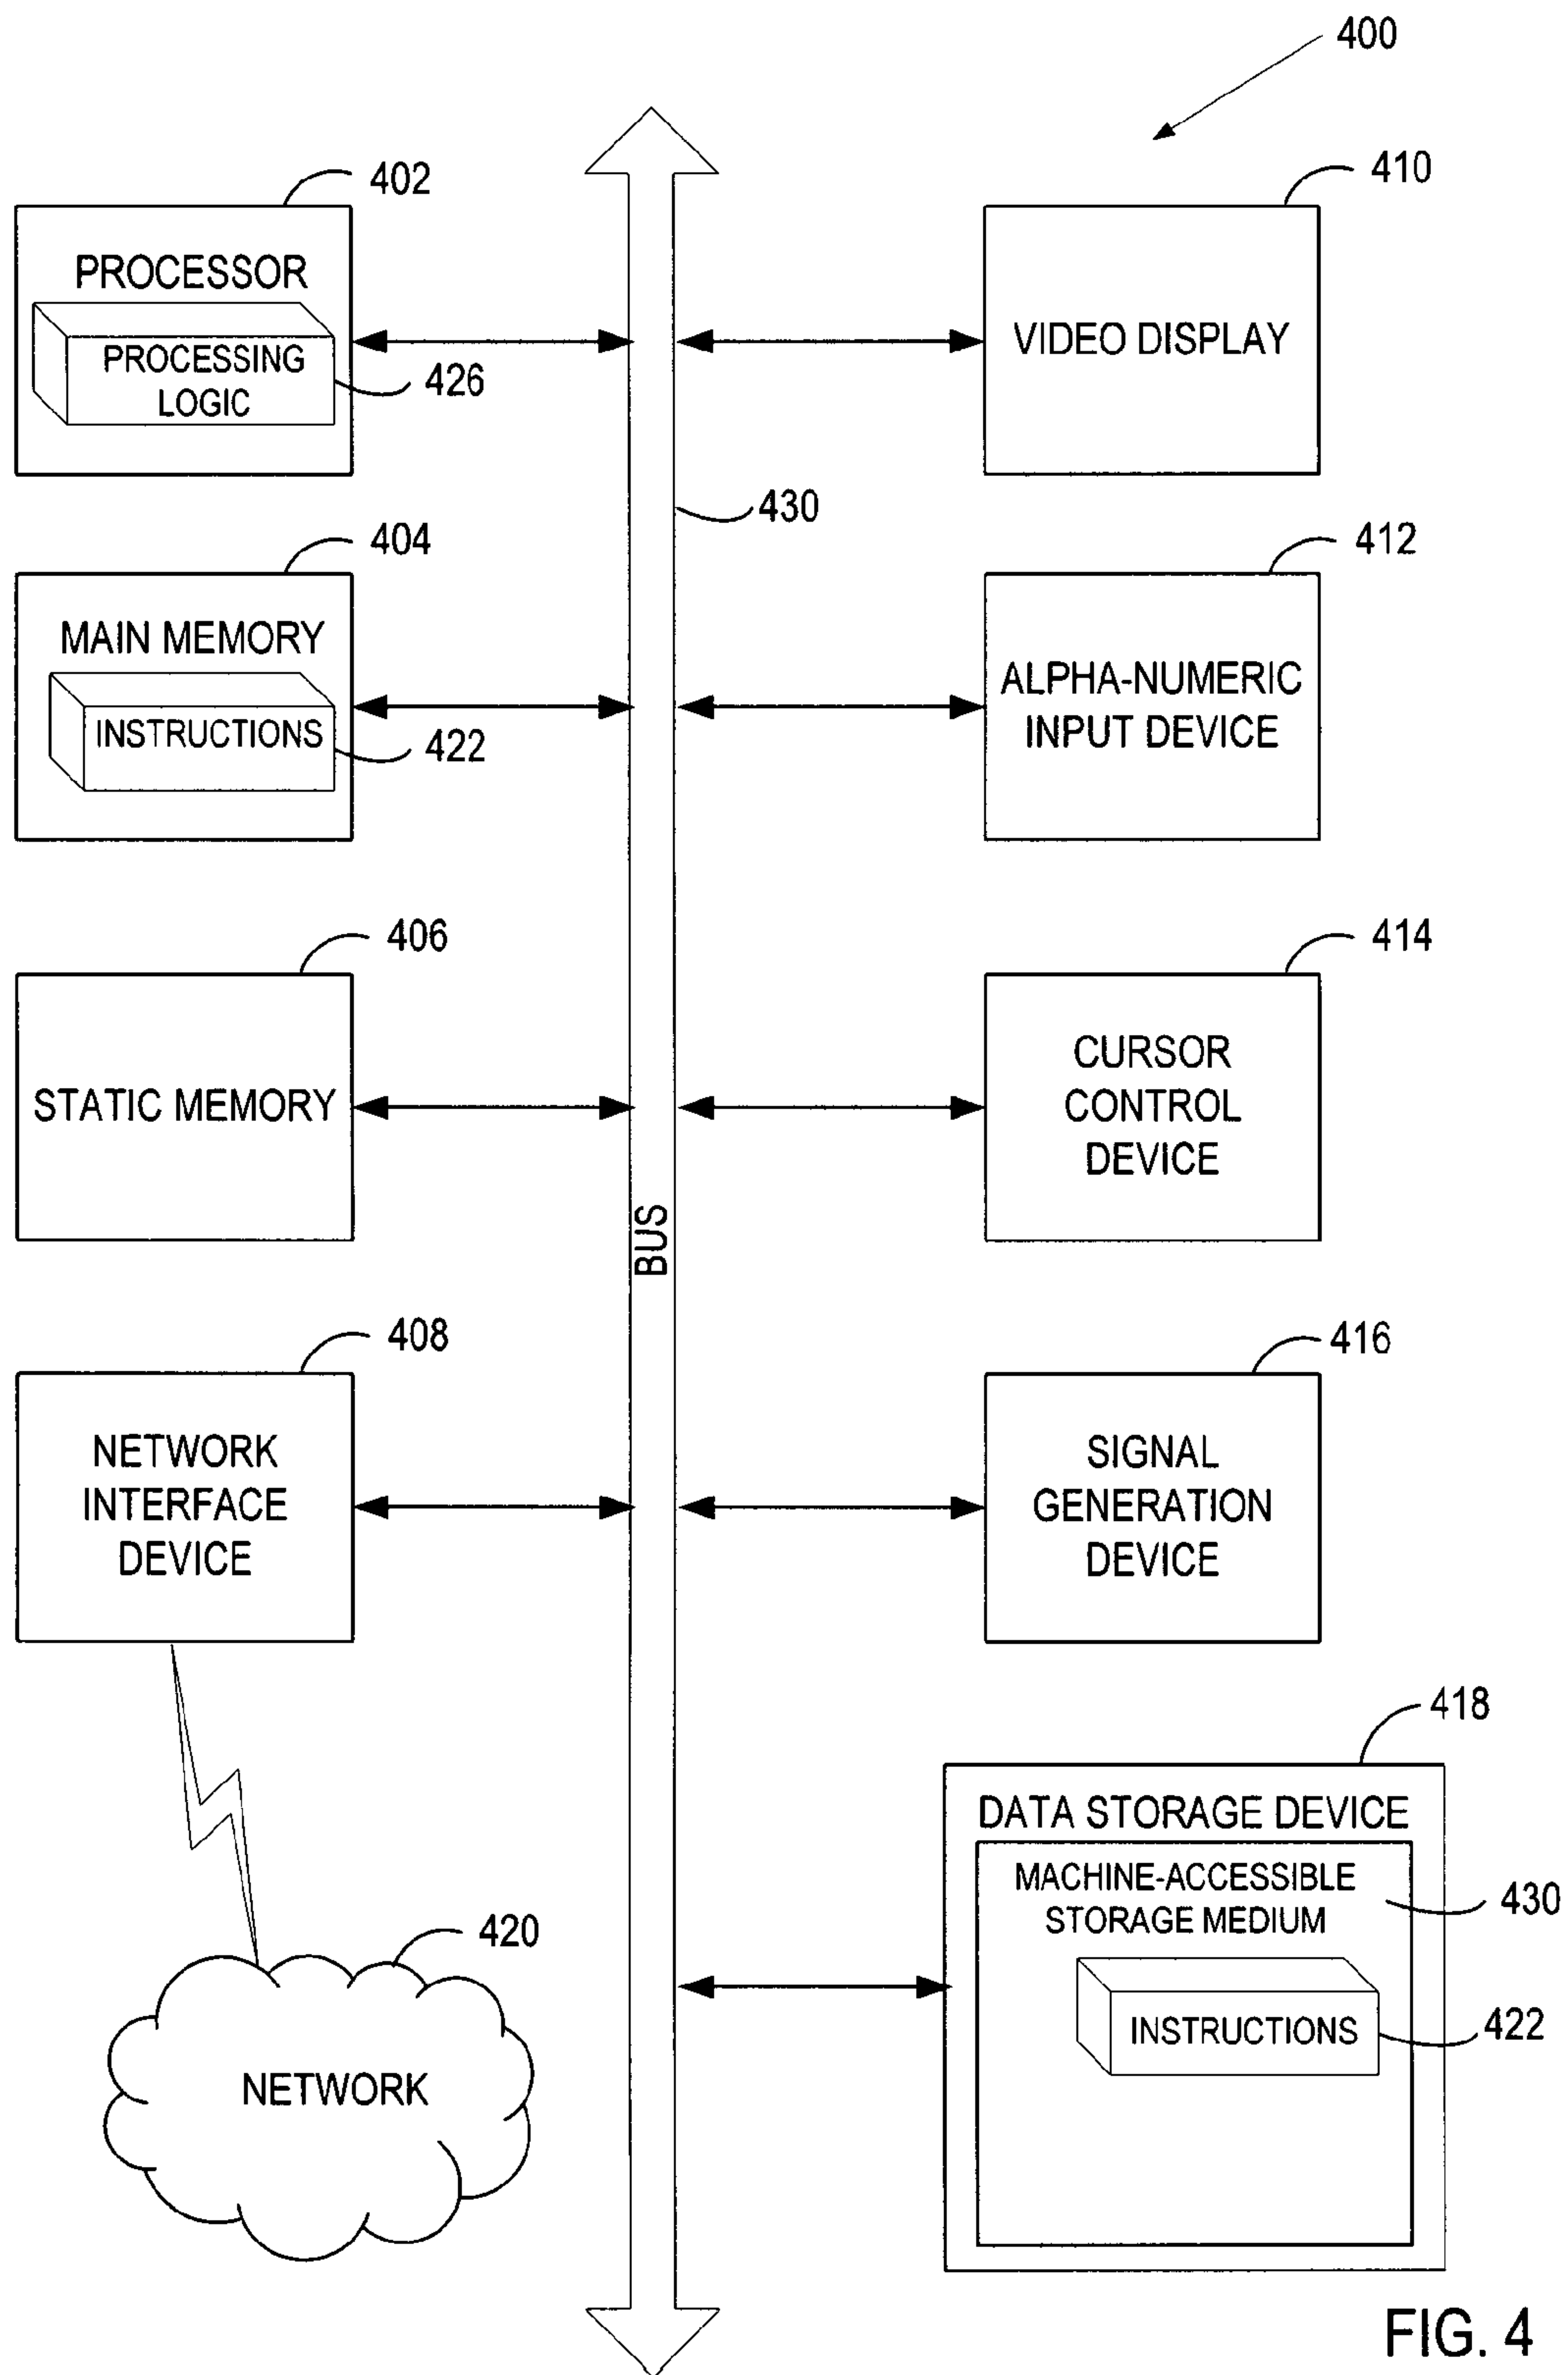 400
402
PROCESSOR
PROCESSING
LOGIC
426
410
VIDEO DISPLAY
430
404
MAIN MEMORY
INSTRUCTIONS
422
412
ALPHA-NUMERIC
INPUT DEVICE
406
STATIC MEMORY
414
CURSOR
CONTROL
DEVICE
BUS
408
NETWORK
INTERFACE
DEVICE
416
SIGNAL
GENERATION
DEVICE
418
DATA STORAGE DEVICE
MACHINE-ACCESSIBLE
STORAGE MEDIUM
430
INSTRUCTIONS
422
420
NETWORK
FIG. 4